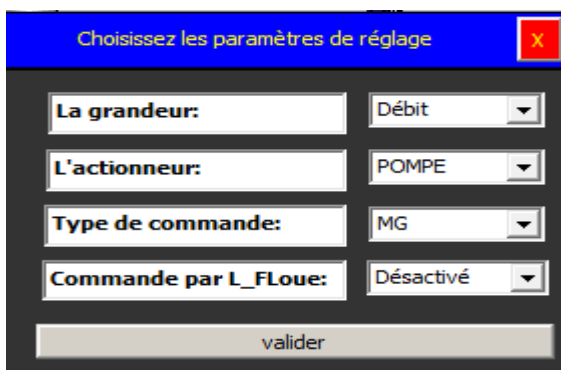 Choisissez les paramètres de réglage X
La grandeur: Débit
L'actionneur: POMPE
Type de commande: MG
Commande par L_FLoue: Désactivé
valider